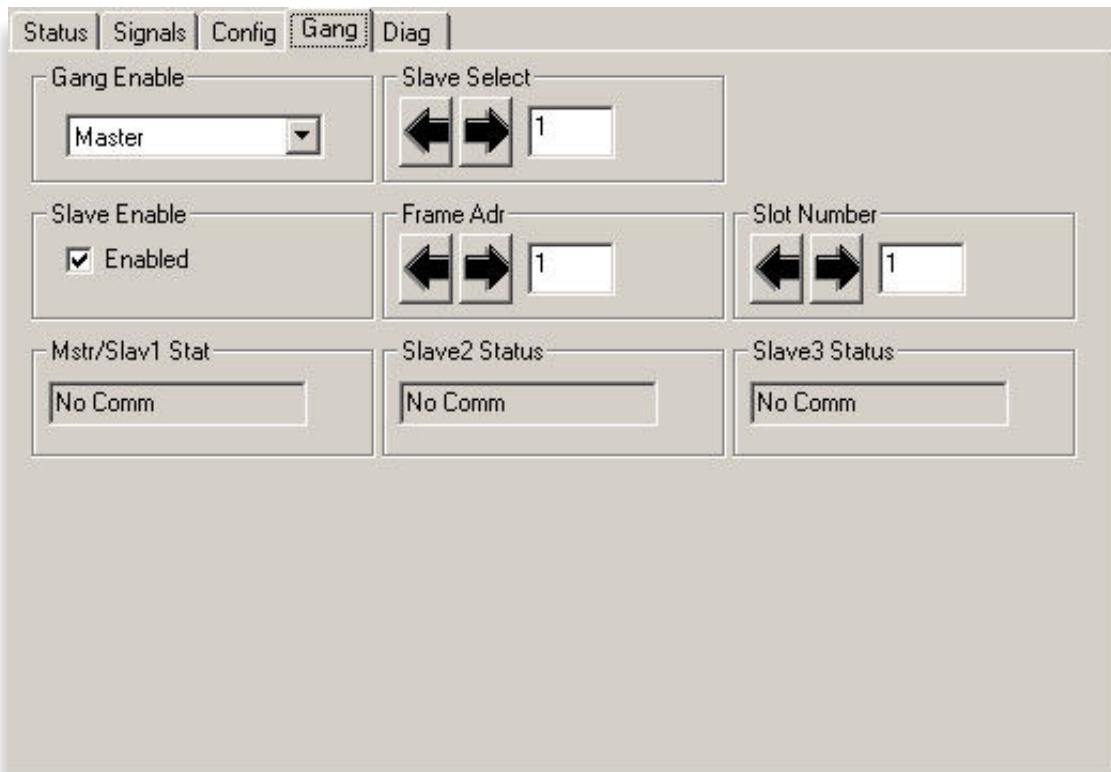 Status Signals Config Gang Diag
Gang Enable
Master
Slave Select
1
Slave Enable
Enabled
Frame Adr
1
Slot Number
1
Mstr/Slav1 Stat
No Comm
Slave2 Status
No Comm
Slave3 Status
No Comm